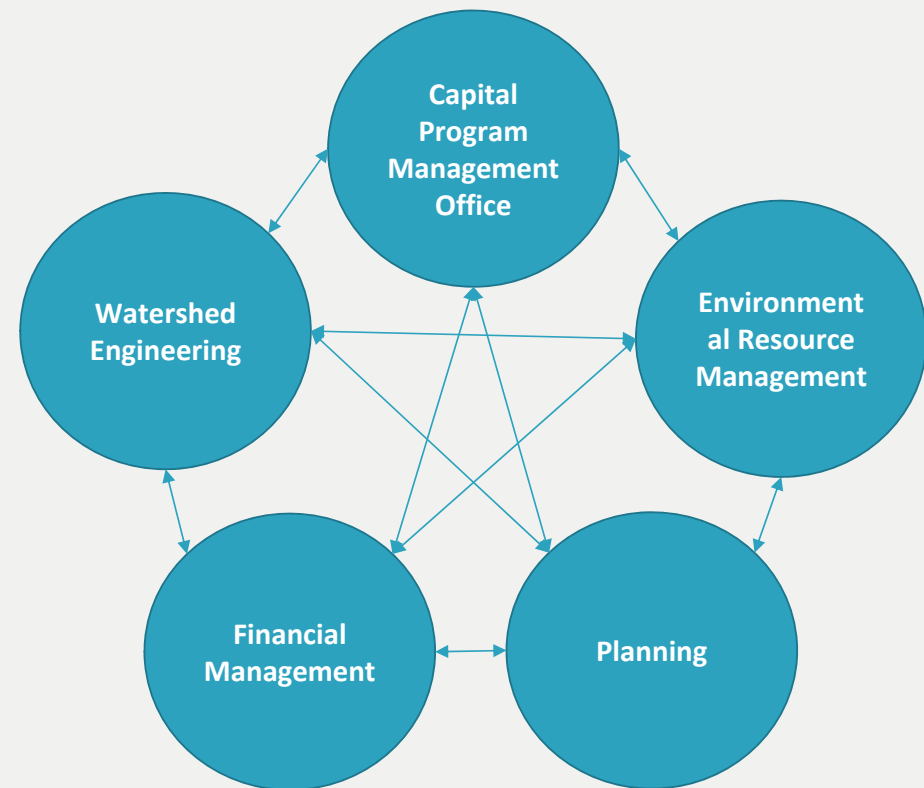 Capital
Program
Management
Office
Watershed
Engineering
Environment
al Resource
Management
Financial
Management
Planning